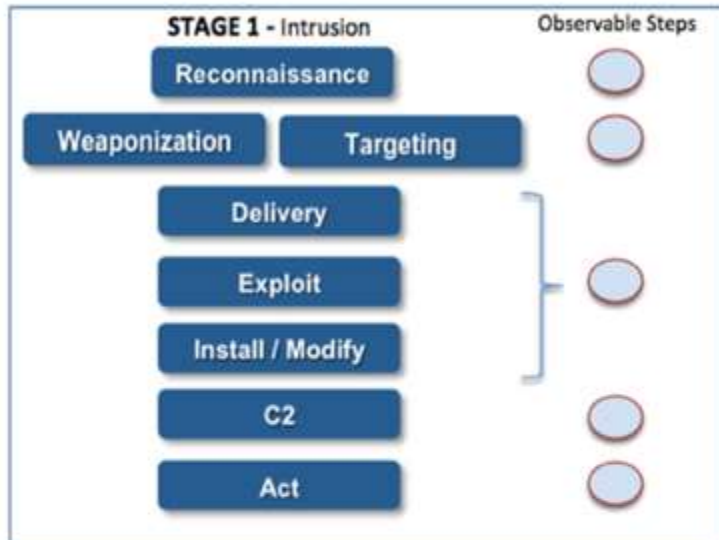 STAGE 1 - Intrusion
Observable Steps
Reconnaissance
Weaponization
Targeting
Delivery
Exploit
Install / Modify
C2
Act